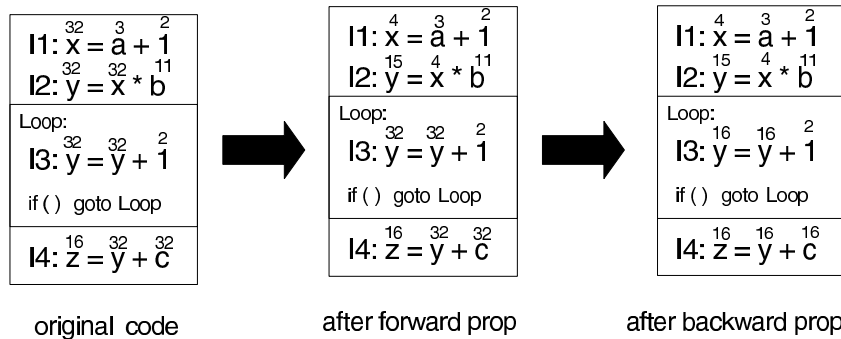 32 3 2
I1: x = a + 1
32 32 11
I2: y = x * b
Loop:
32 32 2
I3: y = y + 1
if ( ) goto Loop
16 32 32
I4: z = y + c
original code
4 3 2
I1: x = a + 1
15 4 11
I2: y = x * b
Loop:
32 32 2
I3: y = y + 1
if ( ) goto Loop
16 32 32
I4: z = y + c
after forward prop
4 3 2
I1: x = a + 1
15 4 11
I2: y = x * b
Loop:
16 16 2
I3: y = y + 1
if ( ) goto Loop
16 16 16
I4: z = y + c
after backward prop